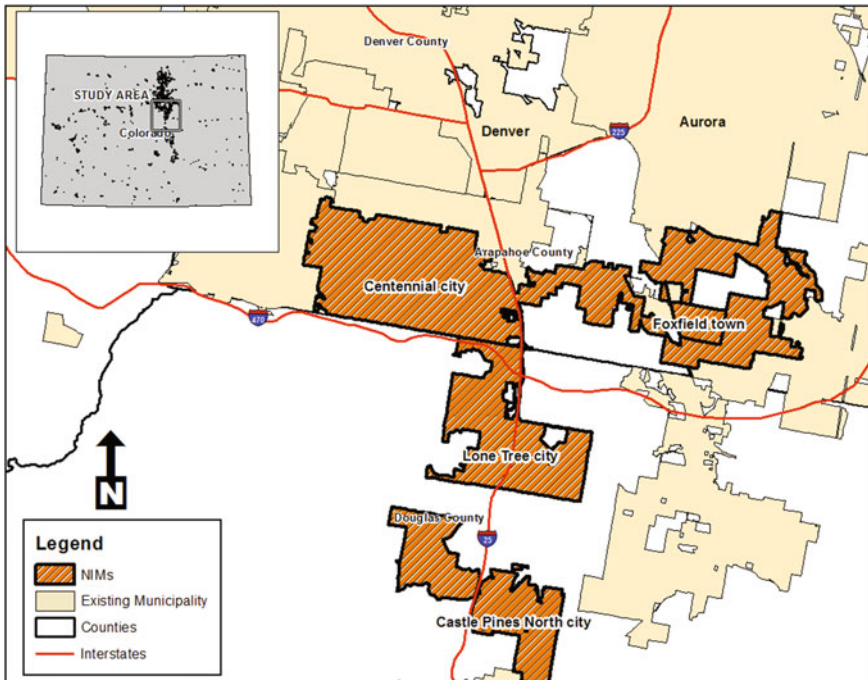 STUDY AREA
Colorado
Denver County
Denver
225
Aurora
Arapahoe County
Centennial city
470
Foxfield town
Lone Tree city
N
Douglas County
25
Castle Pines North city
Legend
NIMs
Existing Municipality
Counties
Interstates